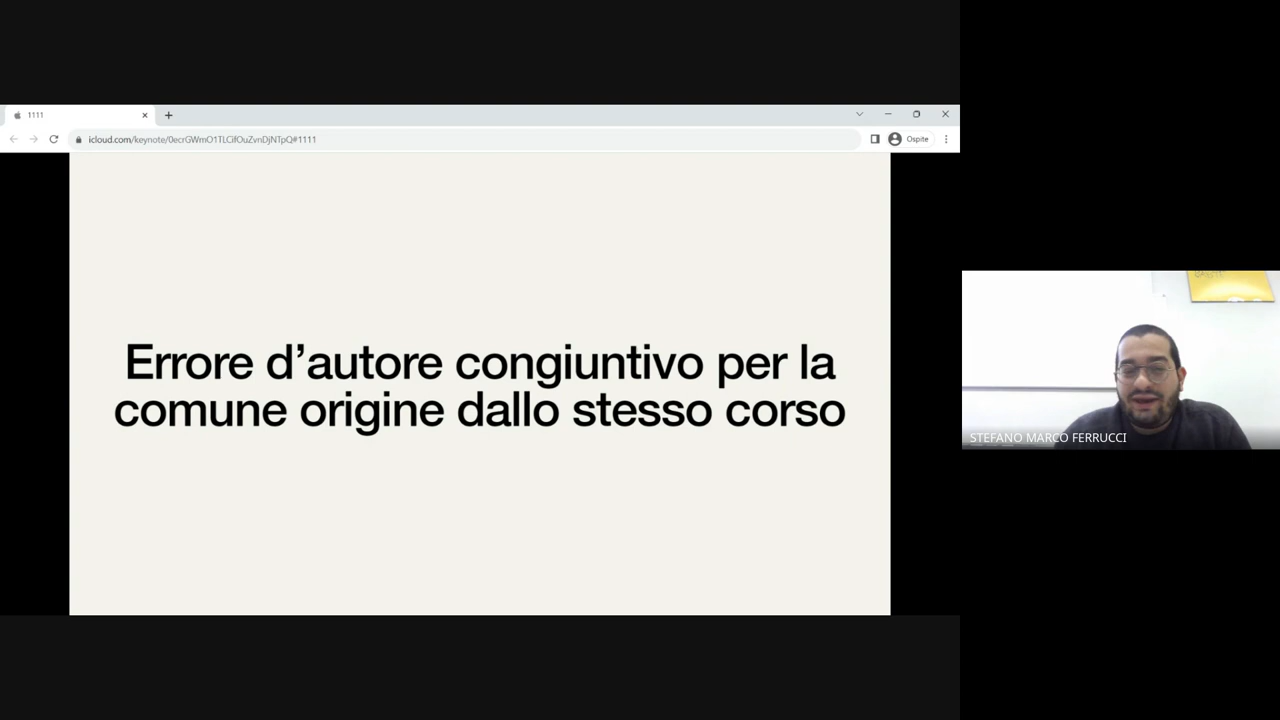 1111
icloud.com/keynote/0ecrGWmO1TLCifOuZvnDjNTpQ#1111
Ospite
Errore d’autore congiuntivo per la
comune origine dallo stesso corso
STEFANO MARCO FERRUCCI